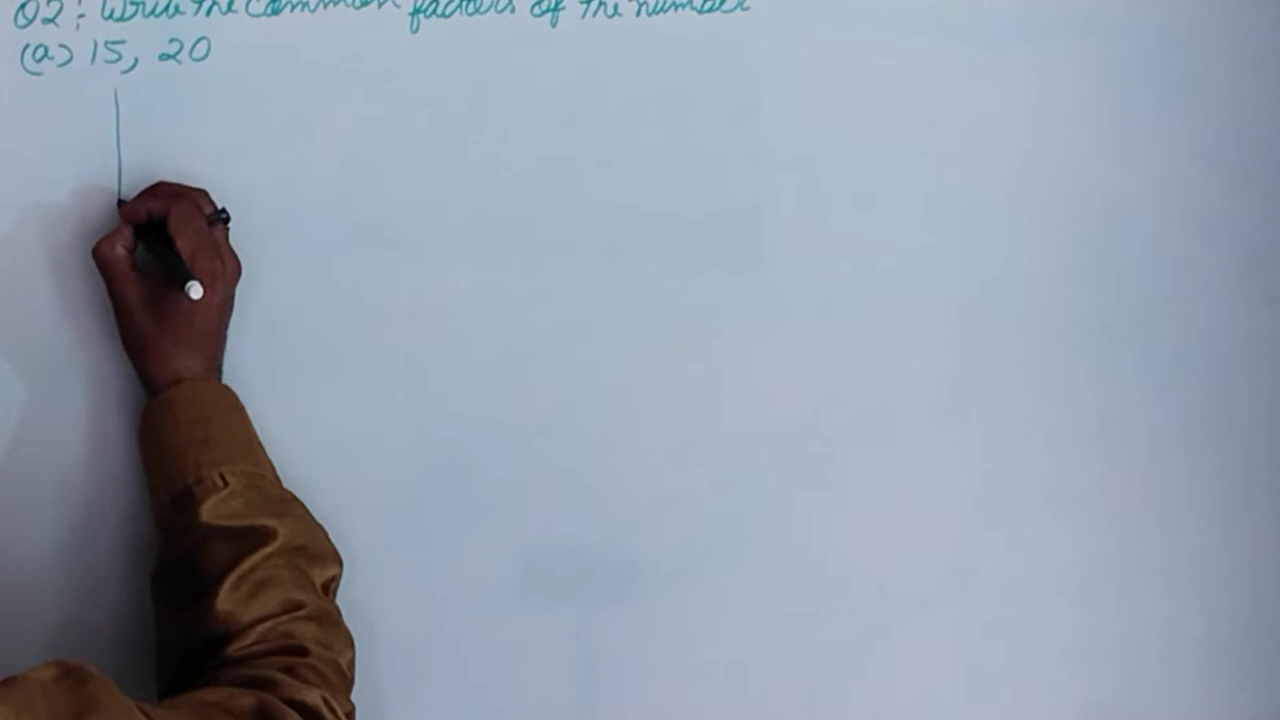 Q2: Write the Common factors of the number
(a) 15, 20